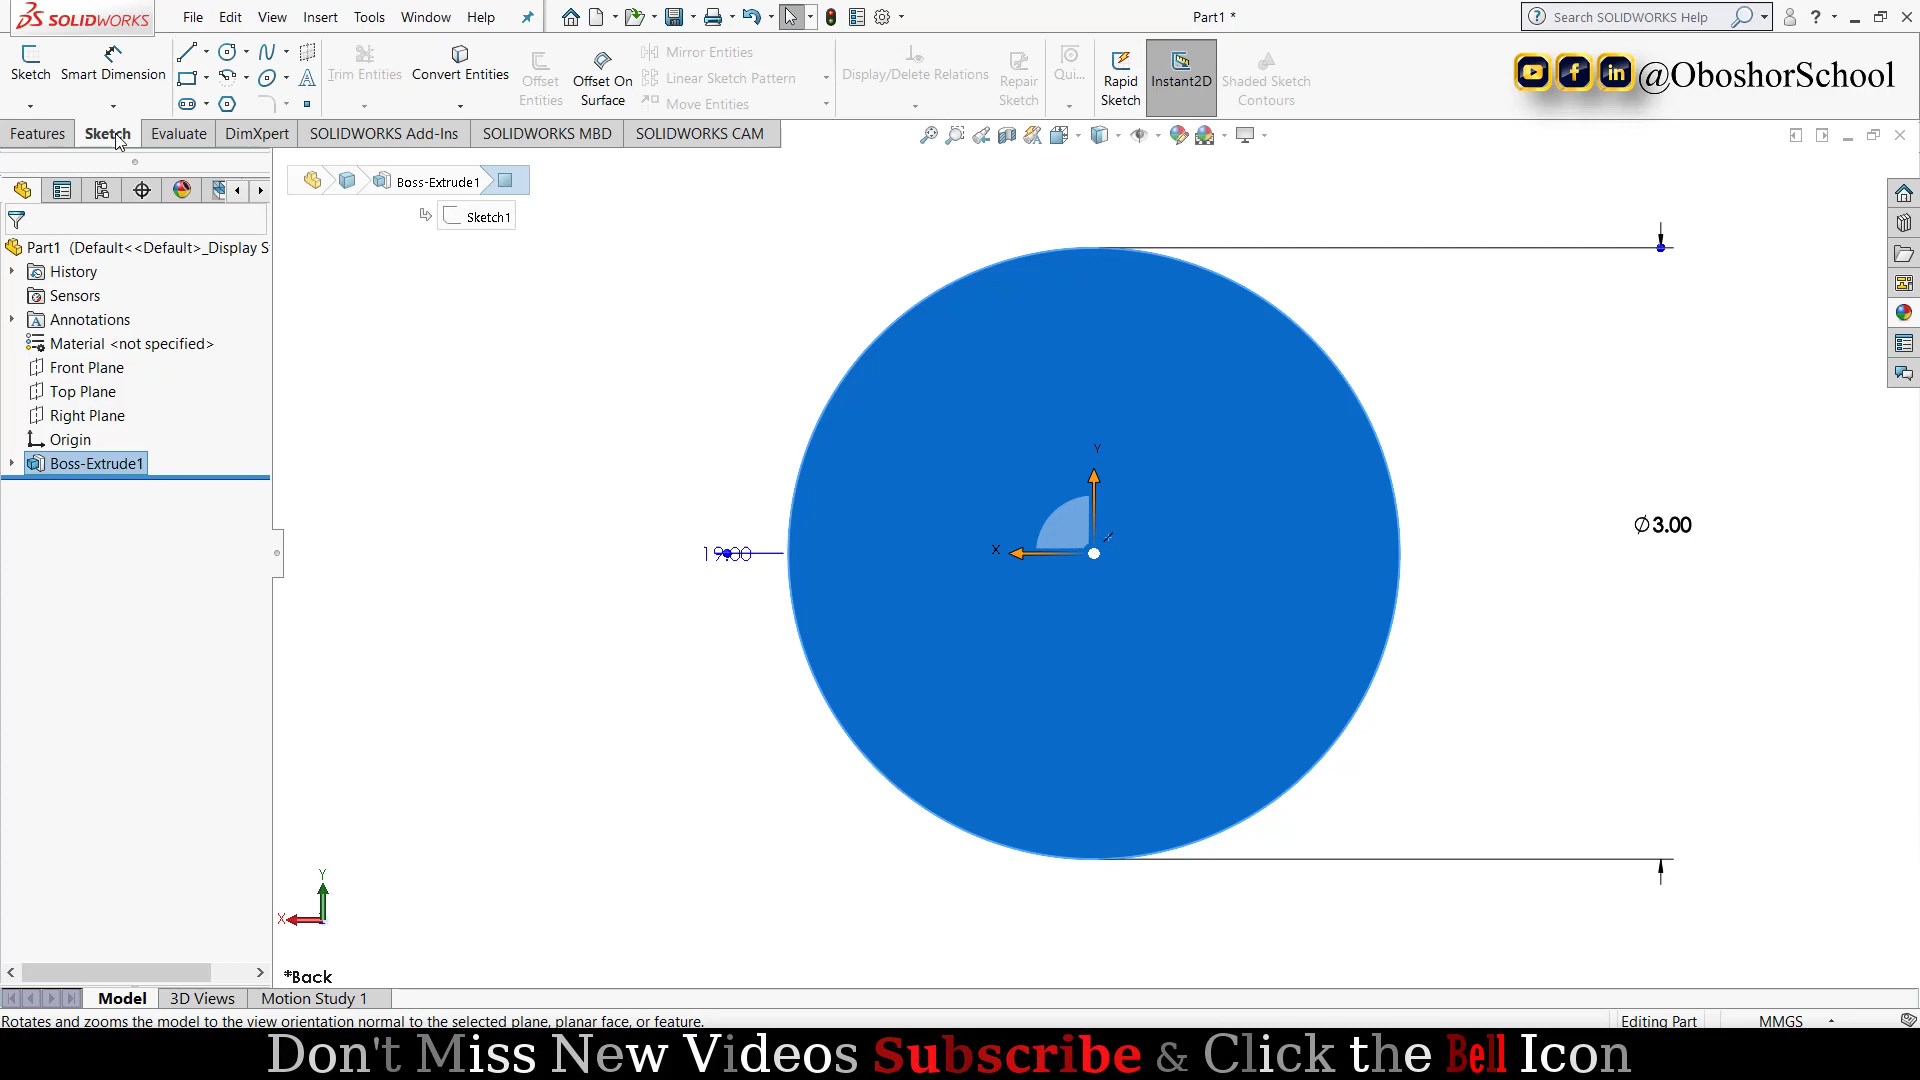 SOLIDWORKS File Edit View Insert Tools Window Help Part1 * Search SOLIDWORKS Help ?
Sketch Smart Dimension Trim Entities Convert Entities Offset Entities Offset On Surface Mirror Entities Linear Sketch Pattern Move Entities Display/Delete Relations Repair Sketch Qui... Rapid Sketch Instant2D Shaded Sketch Contours
@OboshorSchool
Features Sketch Evaluate DimXpert SOLIDWORKS Add-Ins SOLIDWORKS MBD SOLIDWORKS CAM
Boss-Extrude1
Sketch1
Part1 (Default<<Default>_Display S
History
Sensors
Annotations
Material <not specified>
Front Plane
Top Plane
Right Plane
Origin
Boss-Extrude1
Y
X
19.00
∅3.00
Y
X
*Back
Model 3D Views Motion Study 1
Rotates and zooms the model to the view orientation normal to the selected plane, planar face, or feature. Editing Part MMGS
Don't Miss New Videos Subscribe & Click the Bell Icon